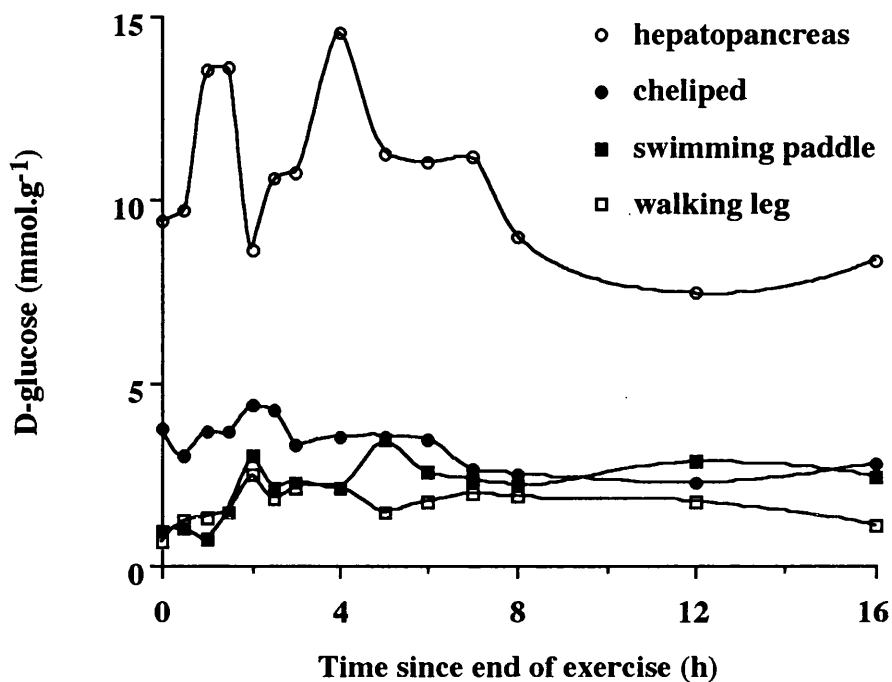 15
10
5
0
D-glucose (mmol.g⁻¹)
hepatopancreas
cheliped
swimming paddle
walking leg
0 4 8 12 16
Time since end of exercise (h)